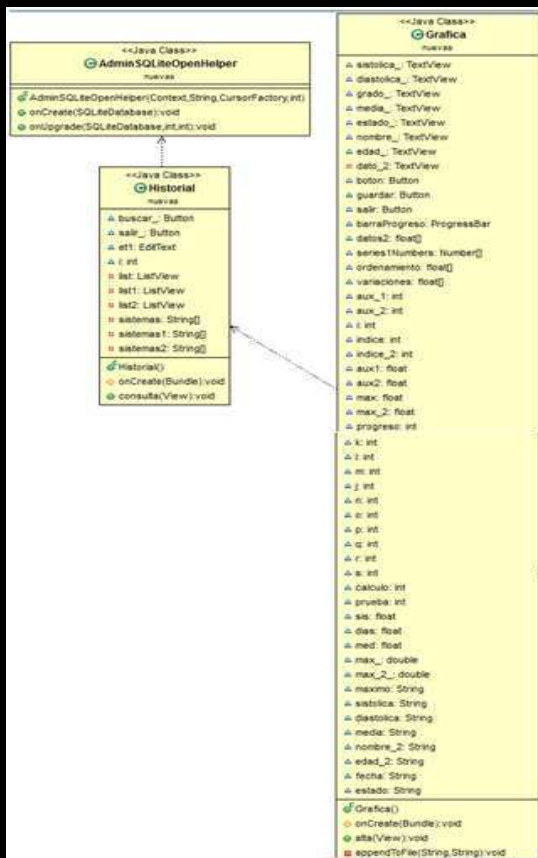 <<Java Class>>
AdminSQLiteOpenHelper
nuevas
AdminSQLiteOpenHelper(Context,String,CursorFactory,int)
onCreate(SQLiteDatabase):void
onUpgrade(SQLiteDatabase,int,int):void
<<Java Class>>
Historial
nuevas
buscar_: Button
salir_: Button
et1: EditText
i: int
list: ListView
list1: ListView
list2: ListView
sistemas: String[]
sistemas1: String[]
sistemas2: String[]
Historial()
onCreate(Bundle):void
consulta(View):void
<<Java Class>>
Grafica
nuevas
sistolica_: TextView
diastolica_: TextView
grado_: TextView
media_: TextView
estado_: TextView
nombre_: TextView
edad_: TextView
dato_2: TextView
boton: Button
guardar: Button
salir: Button
barraProgreso: ProgressBar
datos2: float[]
series1Numbers: Number[]
ordenamiento: float[]
variaciones: float[]
aux_1: int
aux_2: int
i: int
indice: int
indice_2: int
aux1: float
aux2: float
max: float
max_2: float
progreso: int
k: int
l: int
m: int
j: int
n: int
o: int
p: int
q: int
r: int
s: int
calculo: int
prueba: int
sis: float
dias: float
med: float
max_: double
max_2_: double
maximo: String
sistolica: String
diastolica: String
media: String
nombre_2: String
edad_2: String
fecha: String
estado: String
Grafica()
onCreate(Bundle):void
alta(View):void
appendToFile(String,String):void